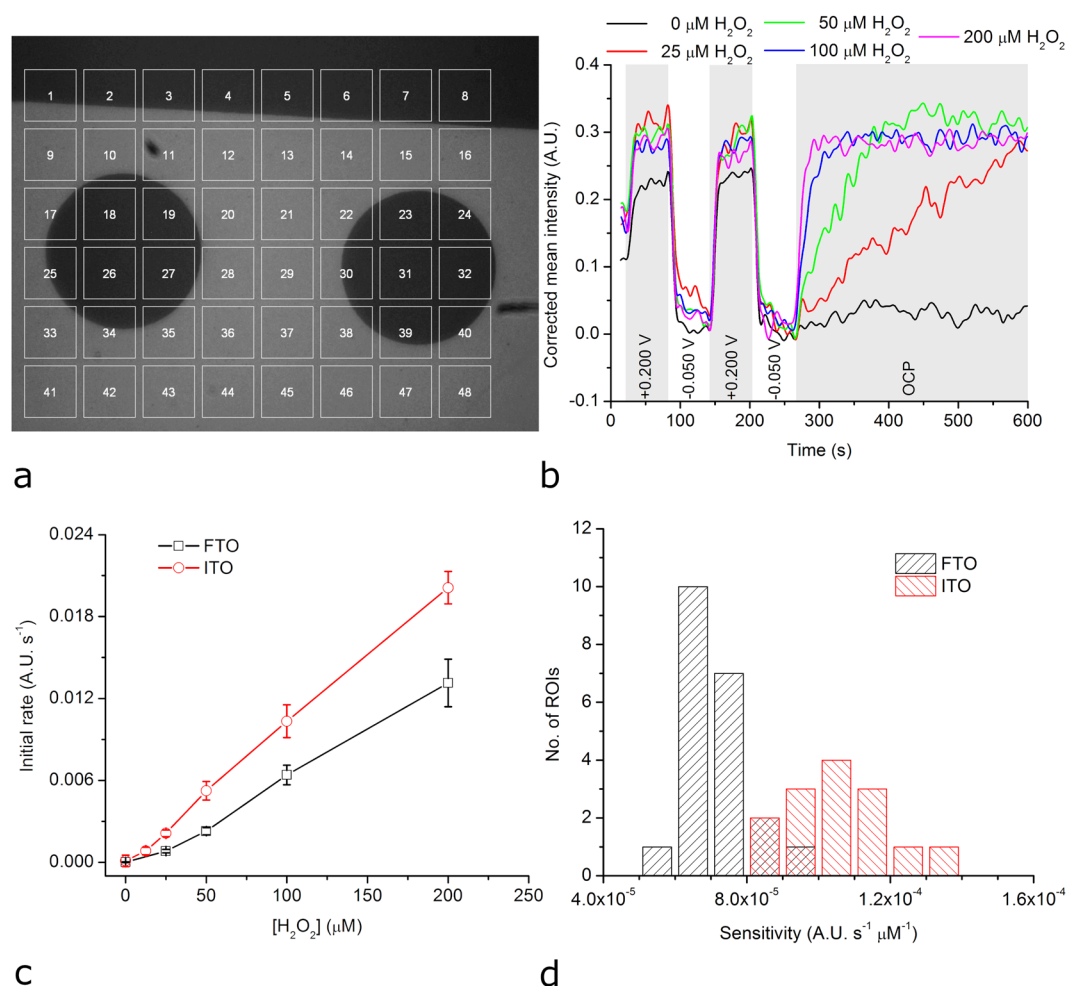 1 2 3 4 5 6 7 8
9 10 11 12 13 14 15 16
17 18 19 20 21 22 23 24
25 26 27 28 29 30 31 32
33 34 35 36 37 38 39 40
41 42 43 44 45 46 47 48
a
0 μM H₂O₂ 50 μM H₂O₂ 200 μM H₂O₂
25 μM H₂O₂ 100 μM H₂O₂
Corrected mean intensity (A.U.)
0.4
0.3
0.2
0.1
0.0
-0.1
+0.200 V
-0.050 V
+0.200 V
-0.050 V
OCP
0 100 200 300 400 500 600
Time (s)
b
Initial rate (A.U. s⁻¹)
0.024
0.018
0.012
0.006
0.000
FTO
ITO
0 50 100 150 200
[H₂O₂] (μM)
c
No. of ROIs
12
10
8
6
4
2
0
FTO
ITO
4.0x10⁻⁵ 8.0x10⁻⁵ 1.2x10⁻⁴ 1.6x10⁻⁴
Sensitivity (A.U. s⁻¹ μM⁻¹)
d